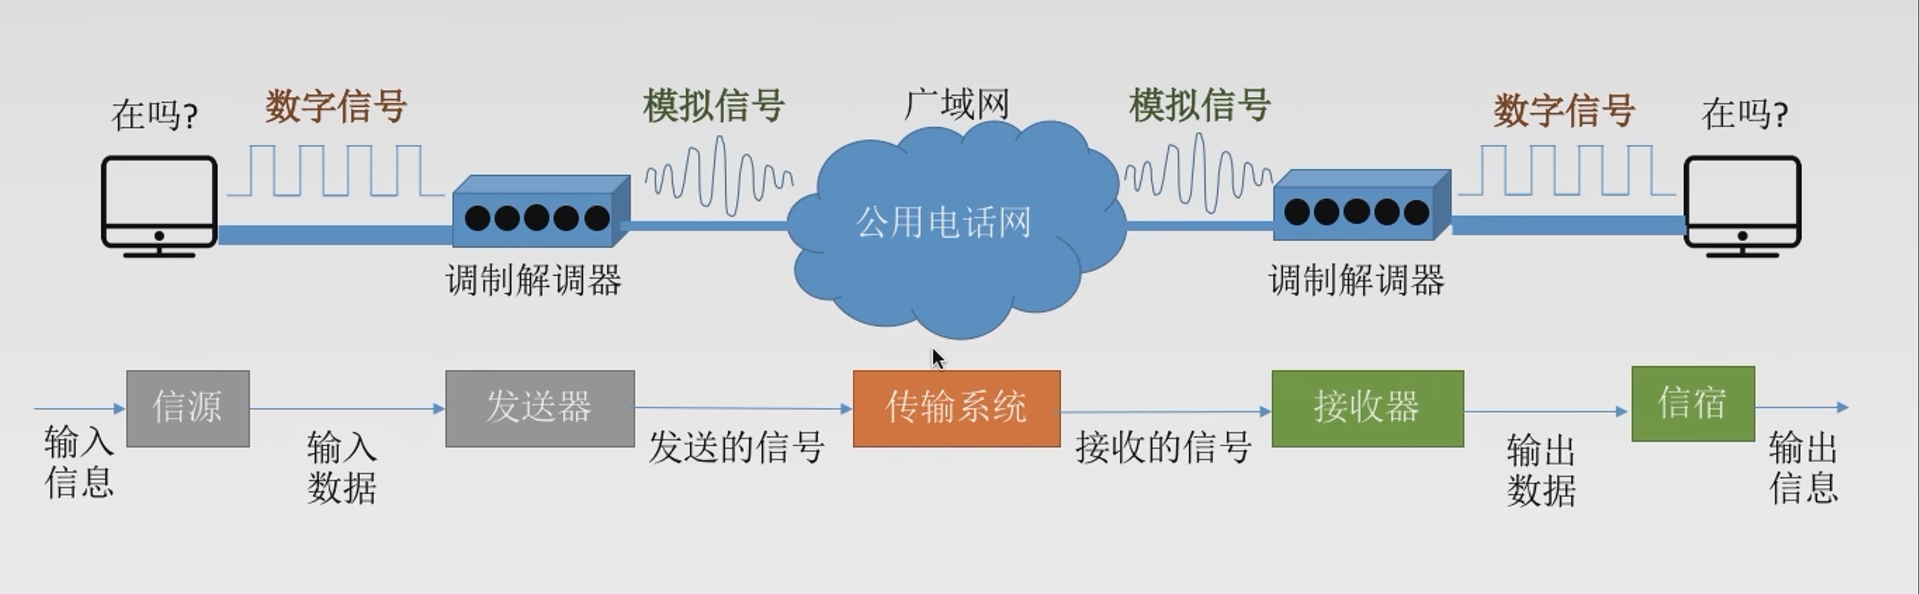 在吗?
数字信号
模拟信号
广域网
模拟信号
数字信号
在吗?
公用电话网
调制解调器
调制解调器
信源
发送器
传输系统
接收器
信宿
输入
信息
输入
数据
发送的信号
接收的信号
输出
数据
输出
信息